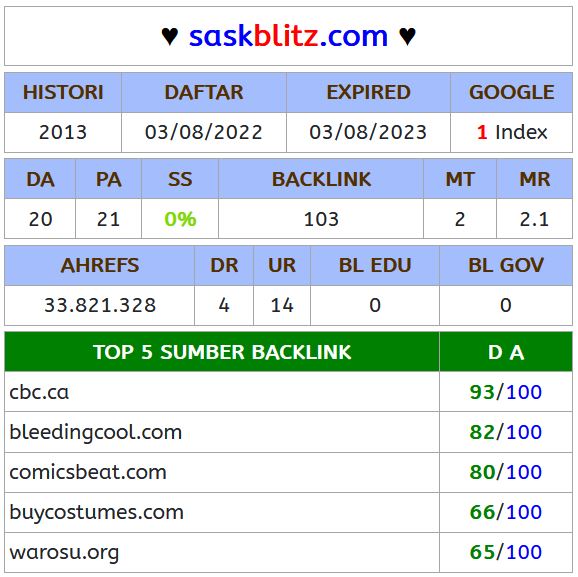 ♥ saskblitz.com ♥
HISTORI DAFTAR EXPIRED GOOGLE
2013 03/08/2022 03/08/2023 1 Index
DA PA SS BACKLINK MT MR
20 21 0% 103 2 2.1
AHREFS DR UR BL EDU BL GOV
33.821.328 4 14 0 0
TOP 5 SUMBER BACKLINK D A
cbc.ca 93/100
bleedingcool.com 82/100
comicsbeat.com 80/100
buycostumes.com 66/100
warosu.org 65/100